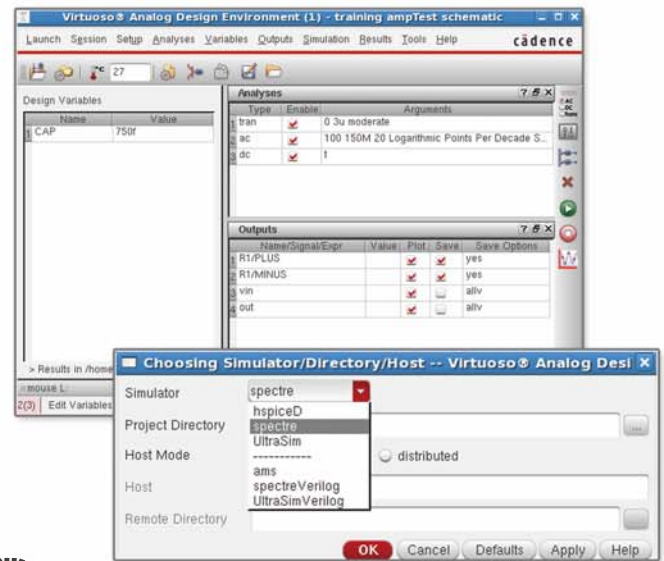 Virtuoso® Analog Design Environment (1) - training ampTest schematic
Launch Session Setup Analyses Variables Outputs Simulation Results Tools Help cādence
27
Design Variables
Name Value
1 CAP 750f
Analyses
Type Enable Arguments
1 tran 0 3u moderate
2 ac 100 150M 20 Logarithmic Points Per Decade S...
3 dc t
Outputs
Name/Signal/Expr Value Plot Save Save Options
1 R1/PLUS yes
2 R1/MINUS yes
3 vin allv
4 out allv
> Results in /home
mouse L:
2(3) Edit Variables
Choosing Simulator/Directory/Host -- Virtuoso® Analog Desi
Simulator spectre
hspiceD
spectre
UltraSim
-----------
ams
spectreVerilog
UltraSimVerilog
Project Directory ...
Host Mode distributed
Host
Remote Directory
OK Cancel Defaults Apply Help